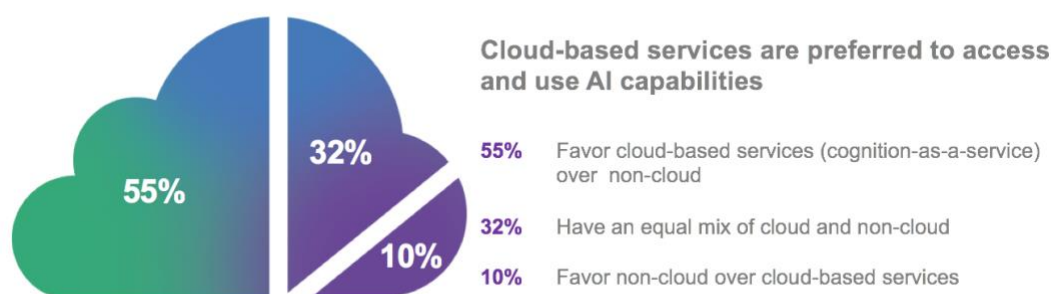 Cloud-based services are preferred to access
and use AI capabilities
55%
32%
10%
55% Favor cloud-based services (cognition-as-a-service)
over non-cloud
32% Have an equal mix of cloud and non-cloud
10% Favor non-cloud over cloud-based services